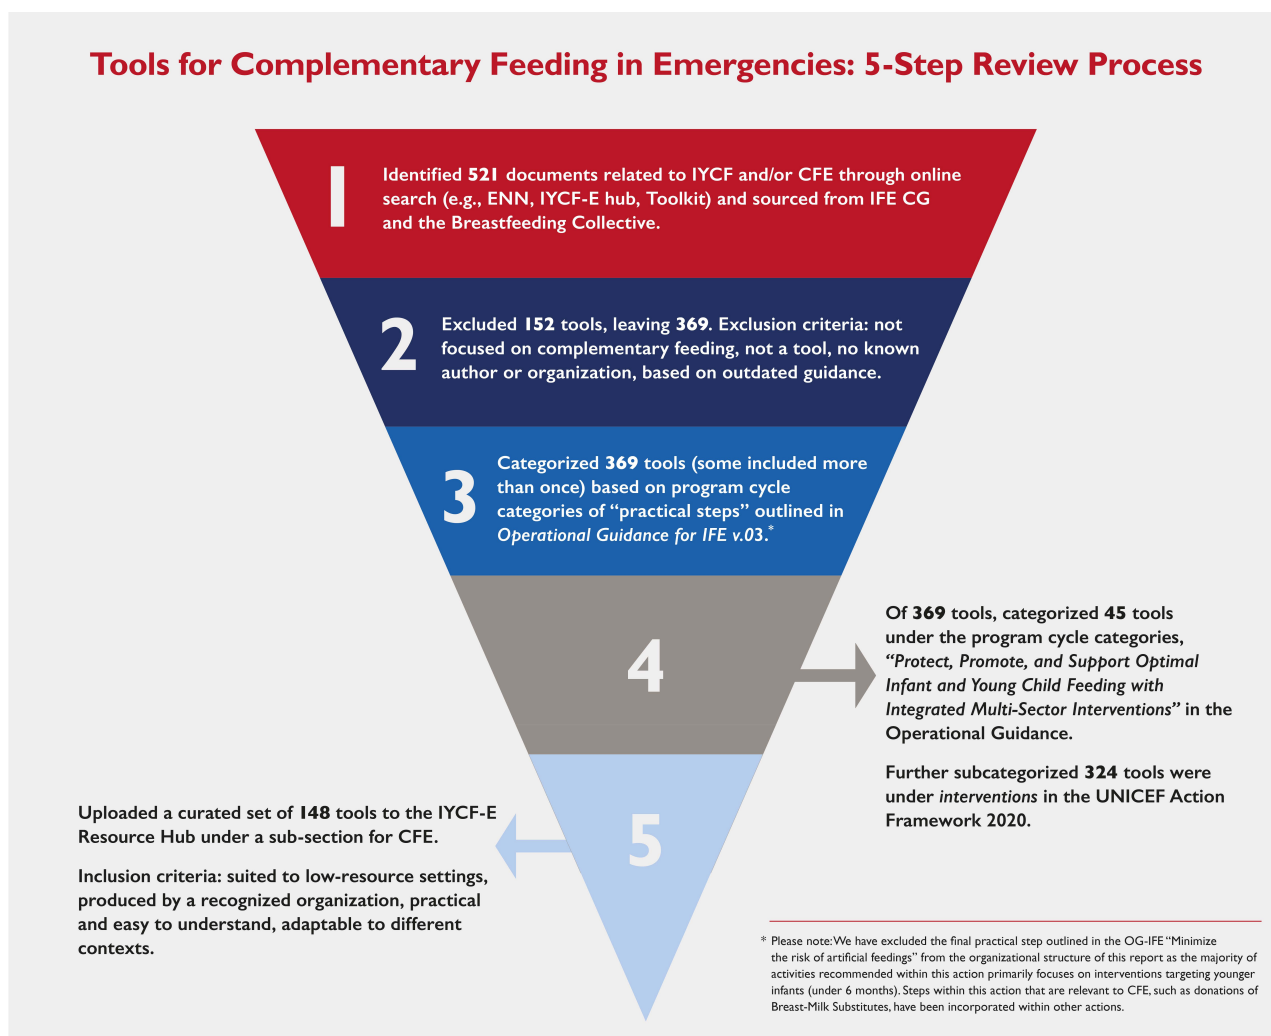 Tools for Complementary Feeding in Emergencies: 5-Step Review Process
1
Identified 521 documents related to IYCF and/or CFE through online
search (e.g., ENN, IYCF-E hub, Toolkit) and sourced from IFE CG
and the Breastfeeding Collective.
2
Excluded 152 tools, leaving 369. Exclusion criteria: not
focused on complementary feeding, not a tool, no known
author or organization, based on outdated guidance.
3
Categorized 369 tools (some included more
than once) based on program cycle
categories of “practical steps” outlined in
Operational Guidance for IFE v.03.*
4
Of 369 tools, categorized 45 tools
under the program cycle categories,
“Protect, Promote, and Support Optimal
Infant and Young Child Feeding with
Integrated Multi-Sector Interventions” in the
Operational Guidance.
Further subcategorized 324 tools were
under interventions in the UNICEF Action
Framework 2020.
5
Uploaded a curated set of 148 tools to the IYCF-E
Resource Hub under a sub-section for CFE.
Inclusion criteria: suited to low-resource settings,
produced by a recognized organization, practical
and easy to understand, adaptable to different
contexts.
* Please note: We have excluded the final practical step outlined in the OG-IFE “Minimize
the risk of artificial feedings” from the organizational structure of this report as the majority of
activities recommended within this action primarily focuses on interventions targeting younger
infants (under 6 months). Steps within this action that are relevant to CFE, such as donations of
Breast-Milk Substitutes, have been incorporated within other actions.